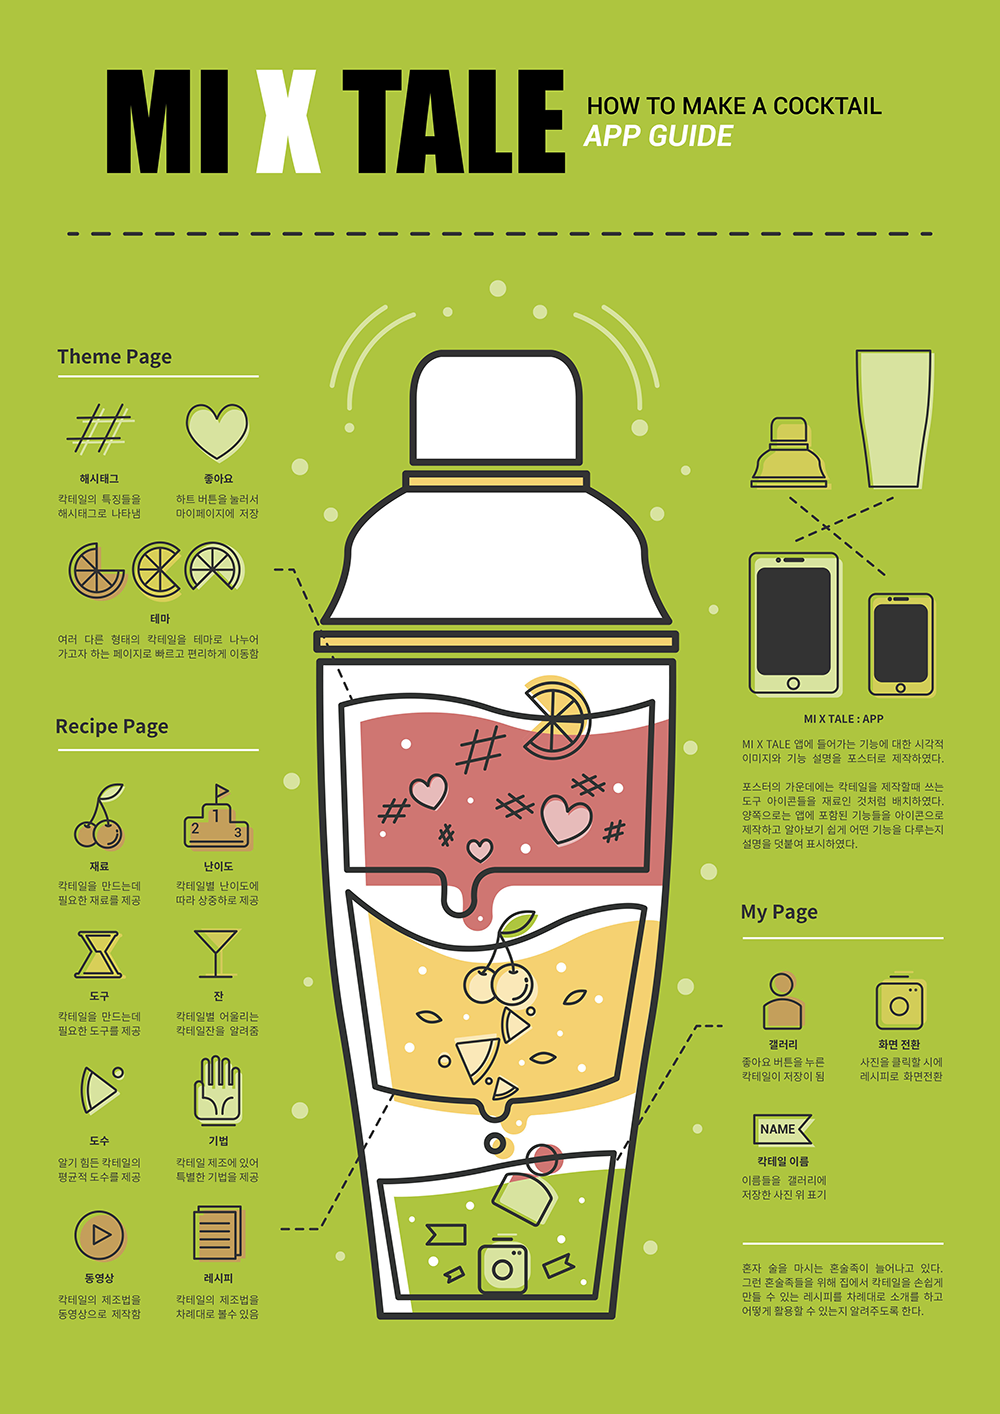 MI X TALE
HOW TO MAKE A COCKTAIL
APP GUIDE
Theme Page
해시태그
칵테일의 특징들을
해시태그로 나타냄
좋아요
하트 버튼을 눌러서
마이페이지에 저장
테마
여러 다른 형태의 칵테일을 테마로 나누어
가고자 하는 페이지로 빠르고 편리하게 이동함
Recipe Page
재료
칵테일을 만드는데
필요한 재료를 제공
1
2
3
난이도
칵테일별 난이도에
따라 상중하로 제공
도구
칵테일을 만드는데
필요한 도구를 제공
잔
칵테일별 어울리는
칵테일잔을 알려줌
도수
알기 힘든 칵테일의
평균적 도수를 제공
기법
칵테일 제조에 있어
특별한 기법을 제공
동영상
칵테일의 제조법을
동영상으로 제작함
레시피
칵테일의 제조법을
차례대로 볼수 있음
MI X TALE : APP
MI X TALE 앱에 들어가는 기능에 대한 시각적
이미지와 기능 설명을 포스터로 제작하였다.
포스터의 가운데에는 칵테일을 제작할때 쓰는
도구 아이콘들을 재료인 것처럼 배치하였다.
양쪽으로는 앱에 포함된 기능들을 아이콘으로
제작하고 알아보기 쉽게 어떤 기능을 다루는지
설명을 덧붙여 표시하였다.
My Page
갤러리
좋아요 버튼을 누른
칵테일이 저장이 됨
화면 전환
사진을 클릭할 시에
레시피로 화면전환
NAME
칵테일 이름
이름들을 갤러리에
저장한 사진 위 표기
혼자 술을 마시는 혼술족이 늘어나고 있다.
그런 혼술족들을 위해 집에서 칵테일을 손쉽게
만들 수 있는 레시피를 차례대로 소개를 하고
어떻게 활용할 수 있는지 알려주도록 한다.